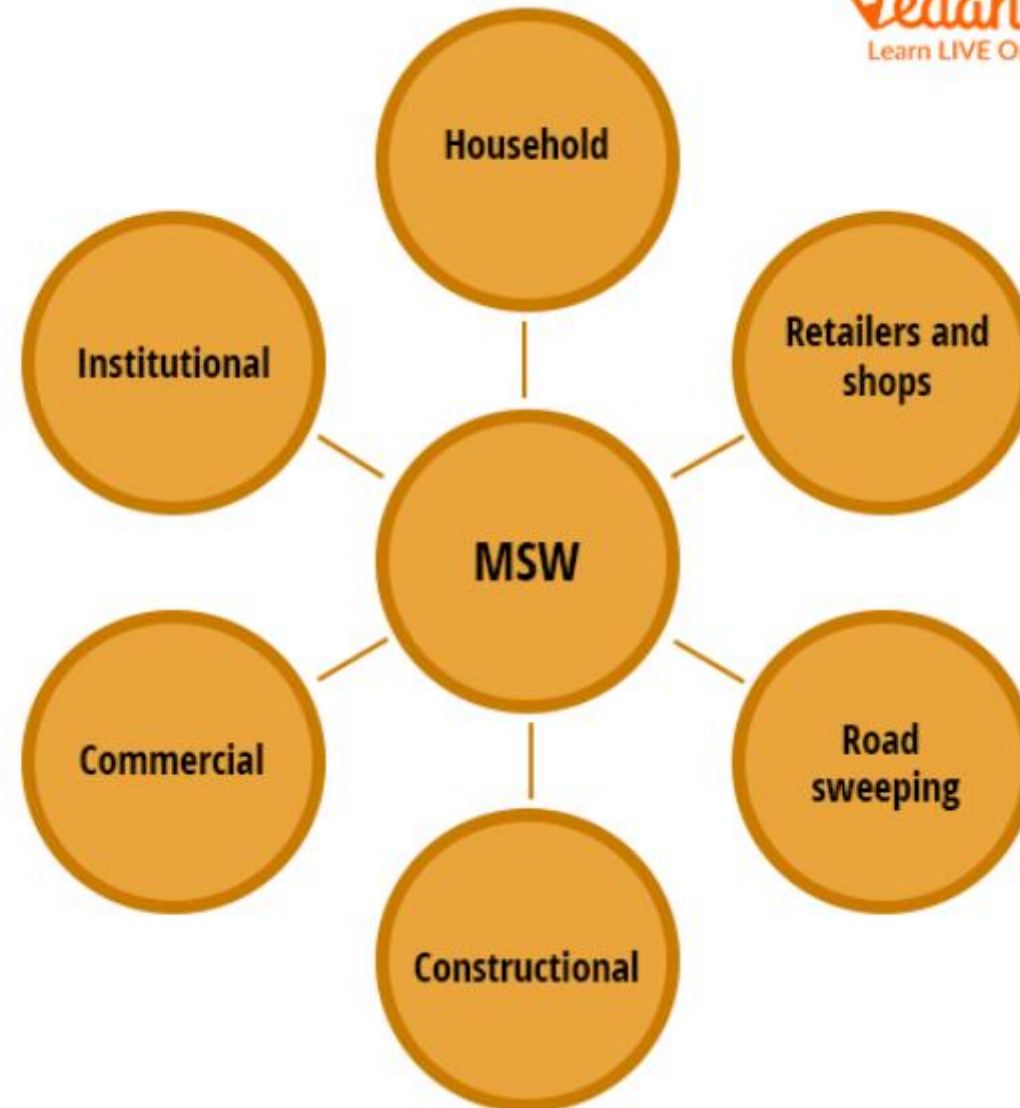 Learn LIVE
Household
Retailers and
shops
Institutional
MSW
Road
sweeping
Commercial
Constructional